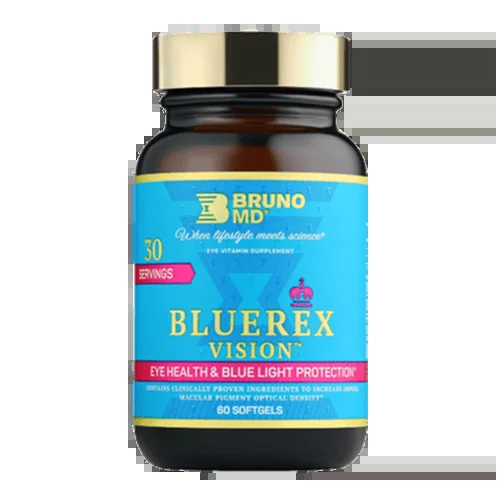 BRUNO
MD®
When lifestyle meets science®
EYE VITAMIN SUPPLEMENT
30
SERVINGS
BLUEREX
VISION™
EYE HEALTH & BLUE LIGHT PROTECTION*
CONTAINS CLINICALLY PROVEN INGREDIENTS TO INCREASE
MACULAR PIGMENT OPTICAL DENSITY*
60 SOFTGELS